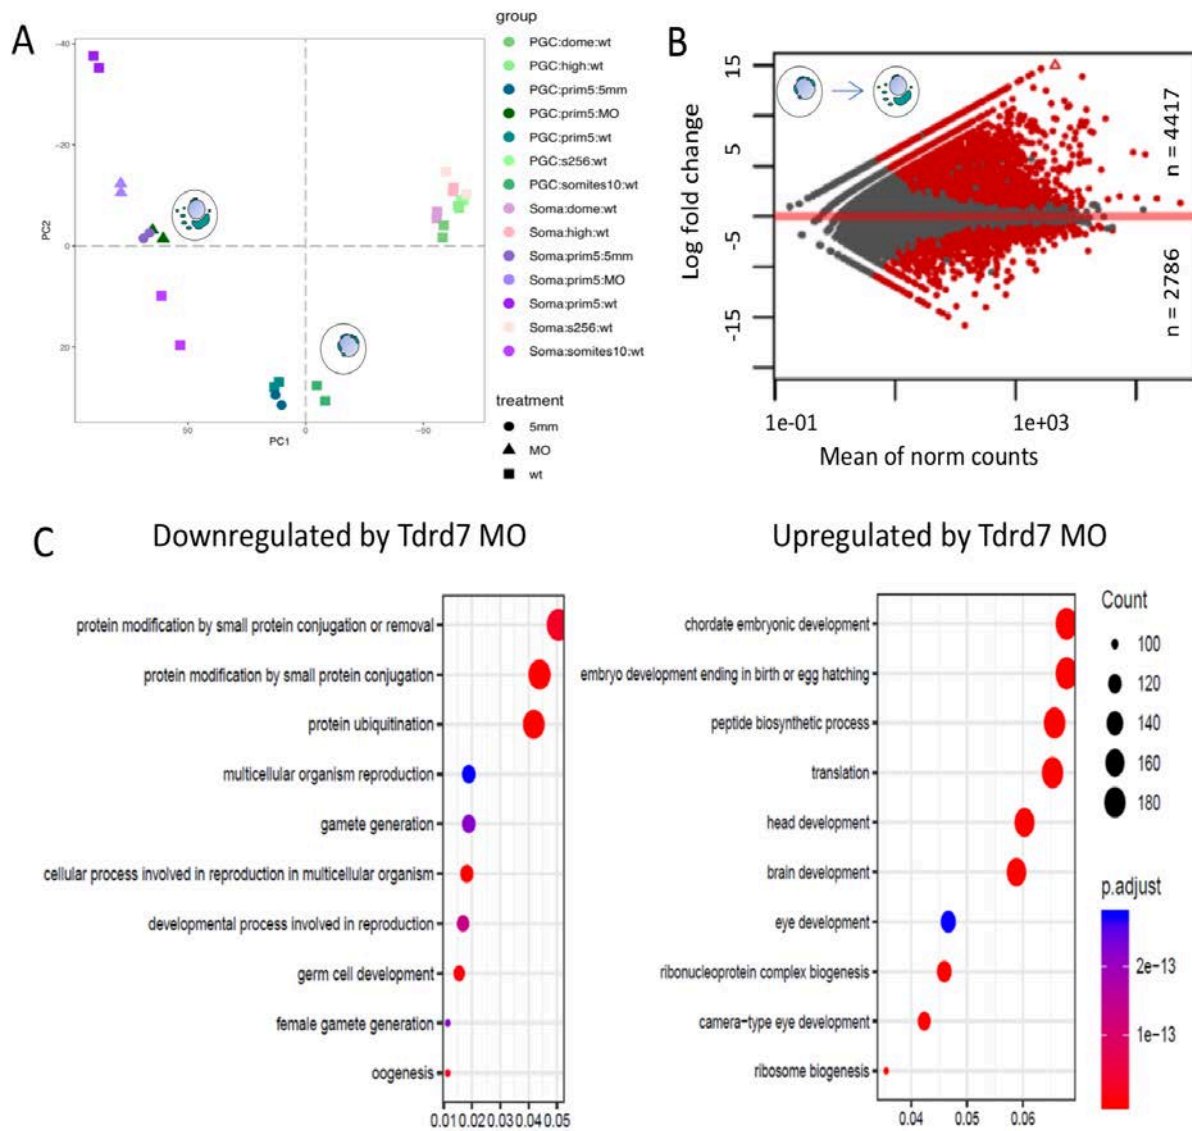 A
group
PGC:dome:wt
PGC:high:wt
PGC:prim5:5mm
PGC:prim5:MO
PGC:prim5:wt
PGC:s256:wt
PGC:somites10:wt
Soma:dome:wt
Soma:high:wt
Soma:prim5:5mm
Soma:prim5:MO
Soma:prim5:wt
Soma:s256:wt
Soma:somites10:wt
treatment
5mm
MO
wt
-40
-20
0
20
PC2
50
0
-50
PC1
B
15
5
-5
-15
Log fold change
n = 4417
n = 2786
1e-01
1e+03
Mean of norm counts
C
Downregulated by Tdrd7 MO
protein modification by small protein conjugation or removal
protein modification by small protein conjugation
protein ubiquitination
multicellular organism reproduction
gamete generation
cellular process involved in reproduction in multicellular organism
developmental process involved in reproduction
germ cell development
female gamete generation
oogenesis
0.01 0.02 0.03 0.04 0.05
Upregulated by Tdrd7 MO
chordate embryonic development
embryo development ending in birth or egg hatching
peptide biosynthetic process
translation
head development
brain development
eye development
ribonucleoprotein complex biogenesis
camera-type eye development
ribosome biogenesis
0.04 0.05 0.06
Count
100
120
140
160
180
p.adjust
2e-13
1e-13